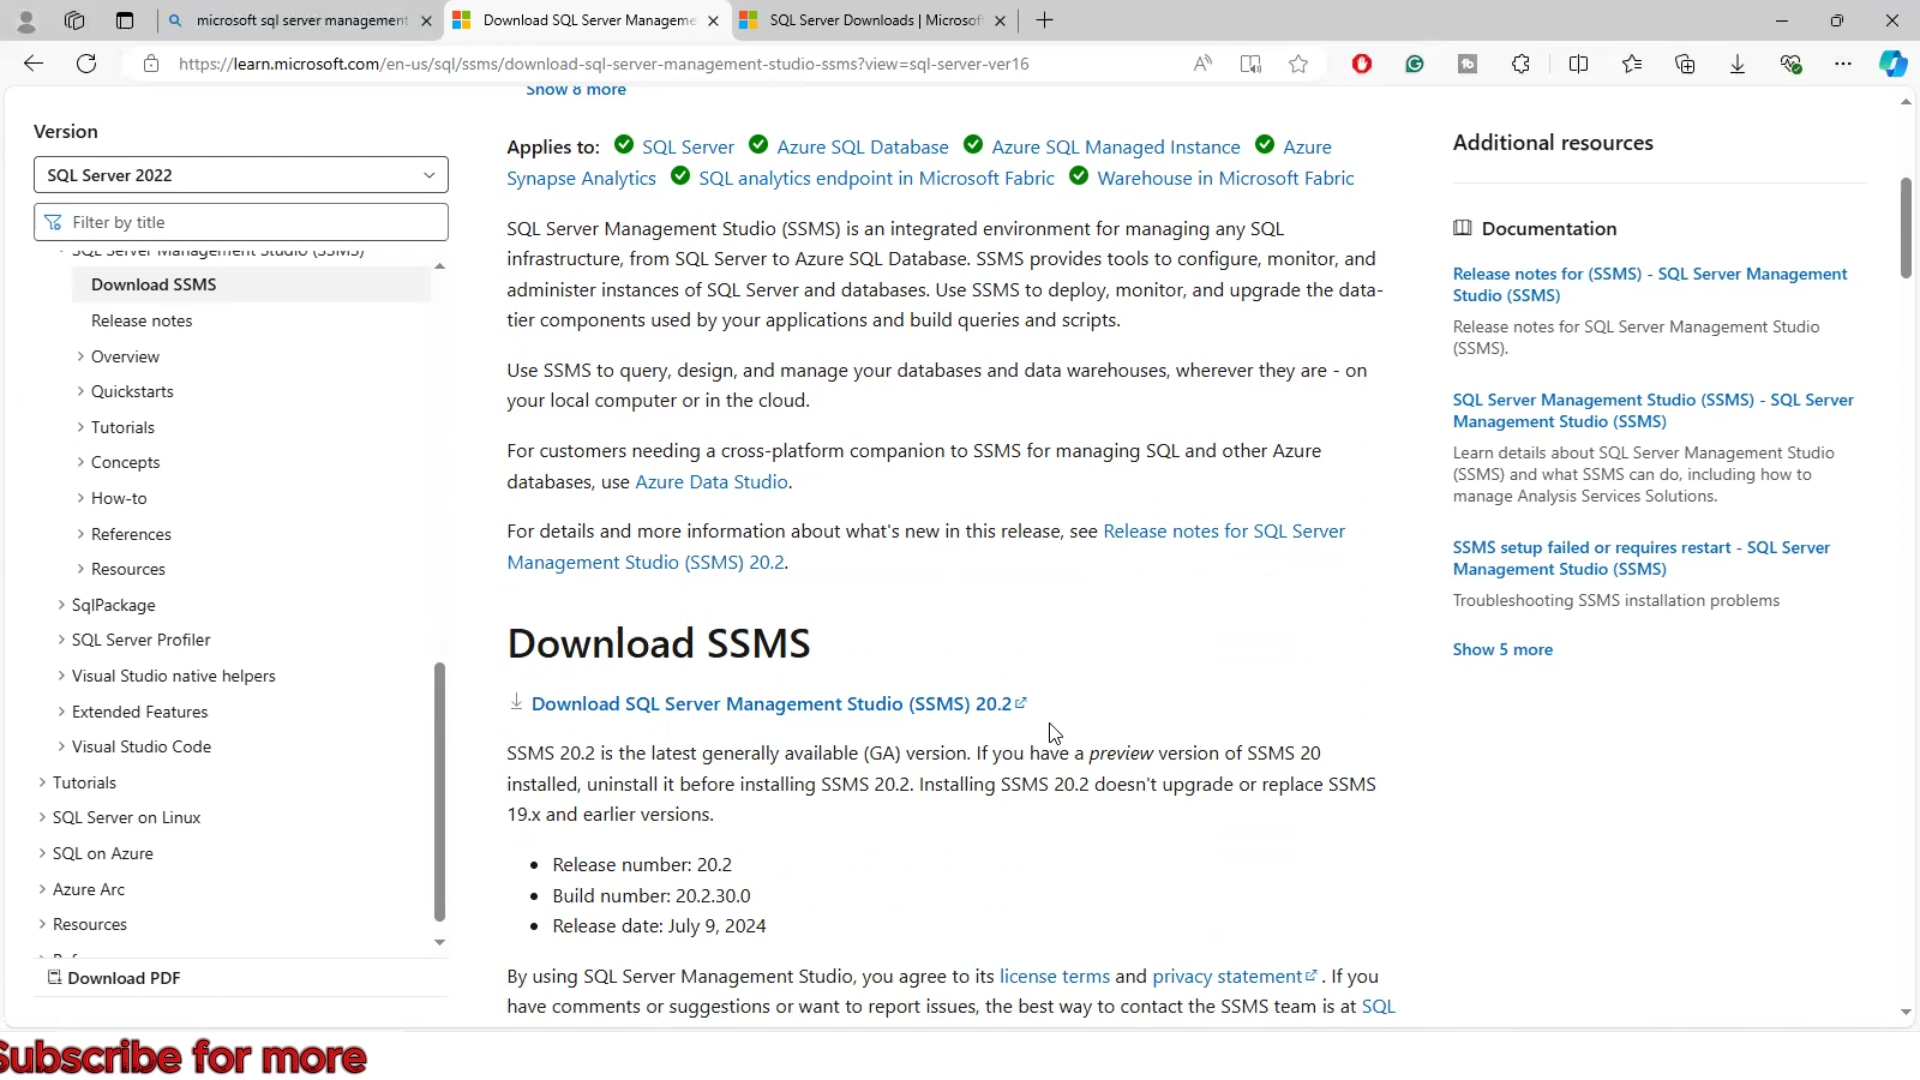 microsoft sql server management
Download SQL Server Manageme
SQL Server Downloads | Microsof
https://learn.microsoft.com/en-us/sql/ssms/download-sql-server-management-studio-ssms?view=sql-server-ver16
Version
SQL Server 2022
Filter by title
SQL Server Management Studio (SSMS)
Download SSMS
Release notes
Overview
Quickstarts
Tutorials
Concepts
How-to
References
Resources
SqlPackage
SQL Server Profiler
Visual Studio native helpers
Extended Features
Visual Studio Code
Tutorials
SQL Server on Linux
SQL on Azure
Azure Arc
Resources
Download PDF
Show 8 more
Applies to: SQL Server Azure SQL Database Azure SQL Managed Instance Azure
Synapse Analytics SQL analytics endpoint in Microsoft Fabric Warehouse in Microsoft Fabric
SQL Server Management Studio (SSMS) is an integrated environment for managing any SQL
infrastructure, from SQL Server to Azure SQL Database. SSMS provides tools to configure, monitor, and
administer instances of SQL Server and databases. Use SSMS to deploy, monitor, and upgrade the data-
tier components used by your applications and build queries and scripts.
Use SSMS to query, design, and manage your databases and data warehouses, wherever they are - on
your local computer or in the cloud.
For customers needing a cross-platform companion to SSMS for managing SQL and other Azure
databases, use Azure Data Studio.
For details and more information about what's new in this release, see Release notes for SQL Server
Management Studio (SSMS) 20.2.
Download SSMS
Download SQL Server Management Studio (SSMS) 20.2
SSMS 20.2 is the latest generally available (GA) version. If you have a preview version of SSMS 20
installed, uninstall it before installing SSMS 20.2. Installing SSMS 20.2 doesn't upgrade or replace SSMS
19.x and earlier versions.
• Release number: 20.2
• Build number: 20.2.30.0
• Release date: July 9, 2024
By using SQL Server Management Studio, you agree to its license terms and privacy statement. If you
have comments or suggestions or want to report issues, the best way to contact the SSMS team is at SQL
Additional resources
Documentation
Release notes for (SSMS) - SQL Server Management
Studio (SSMS)
Release notes for SQL Server Management Studio
(SSMS).
SQL Server Management Studio (SSMS) - SQL Server
Management Studio (SSMS)
Learn details about SQL Server Management Studio
(SSMS) and what SSMS can do, including how to
manage Analysis Services Solutions.
SSMS setup failed or requires restart - SQL Server
Management Studio (SSMS)
Troubleshooting SSMS installation problems
Show 5 more
Subscribe for more